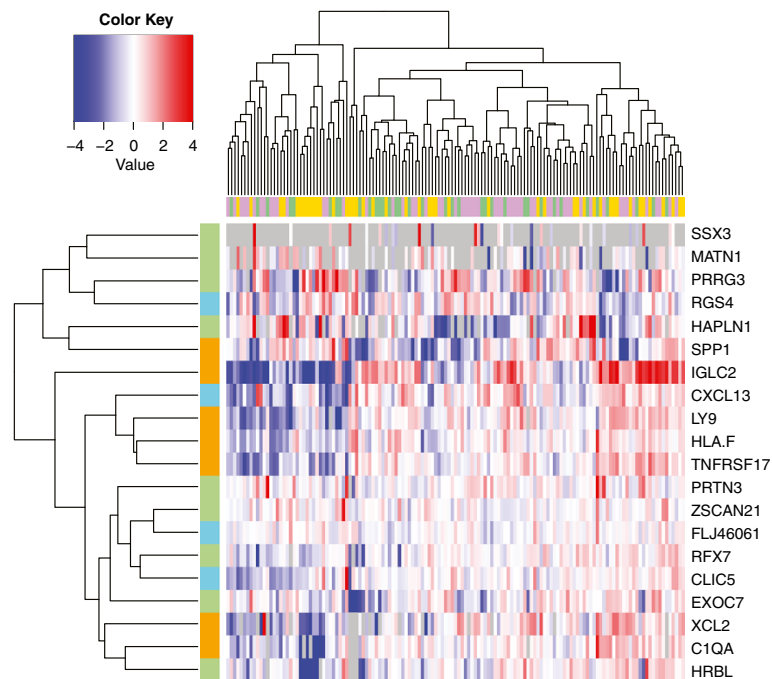 Color Key
−4 −2 0 2 4
Value
SSX3
MATN1
PRRG3
RGS4
HAPLN1
SPP1
IGLC2
CXCL13
LY9
HLA.F
TNFRSF17
PRTN3
ZSCAN21
FLJ46061
RFX7
CLIC5
EXOC7
XCL2
C1QA
HRBL